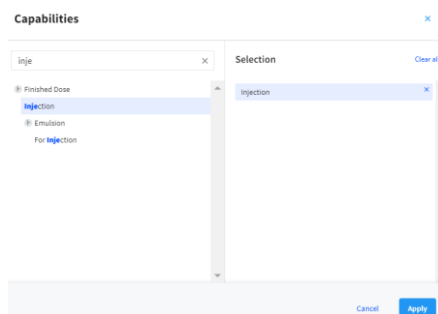 Capabilities
inje
Finished Dose
Injection
Emulsion
For Injection
Selection
Clear al
Injection
Cancel
Apply